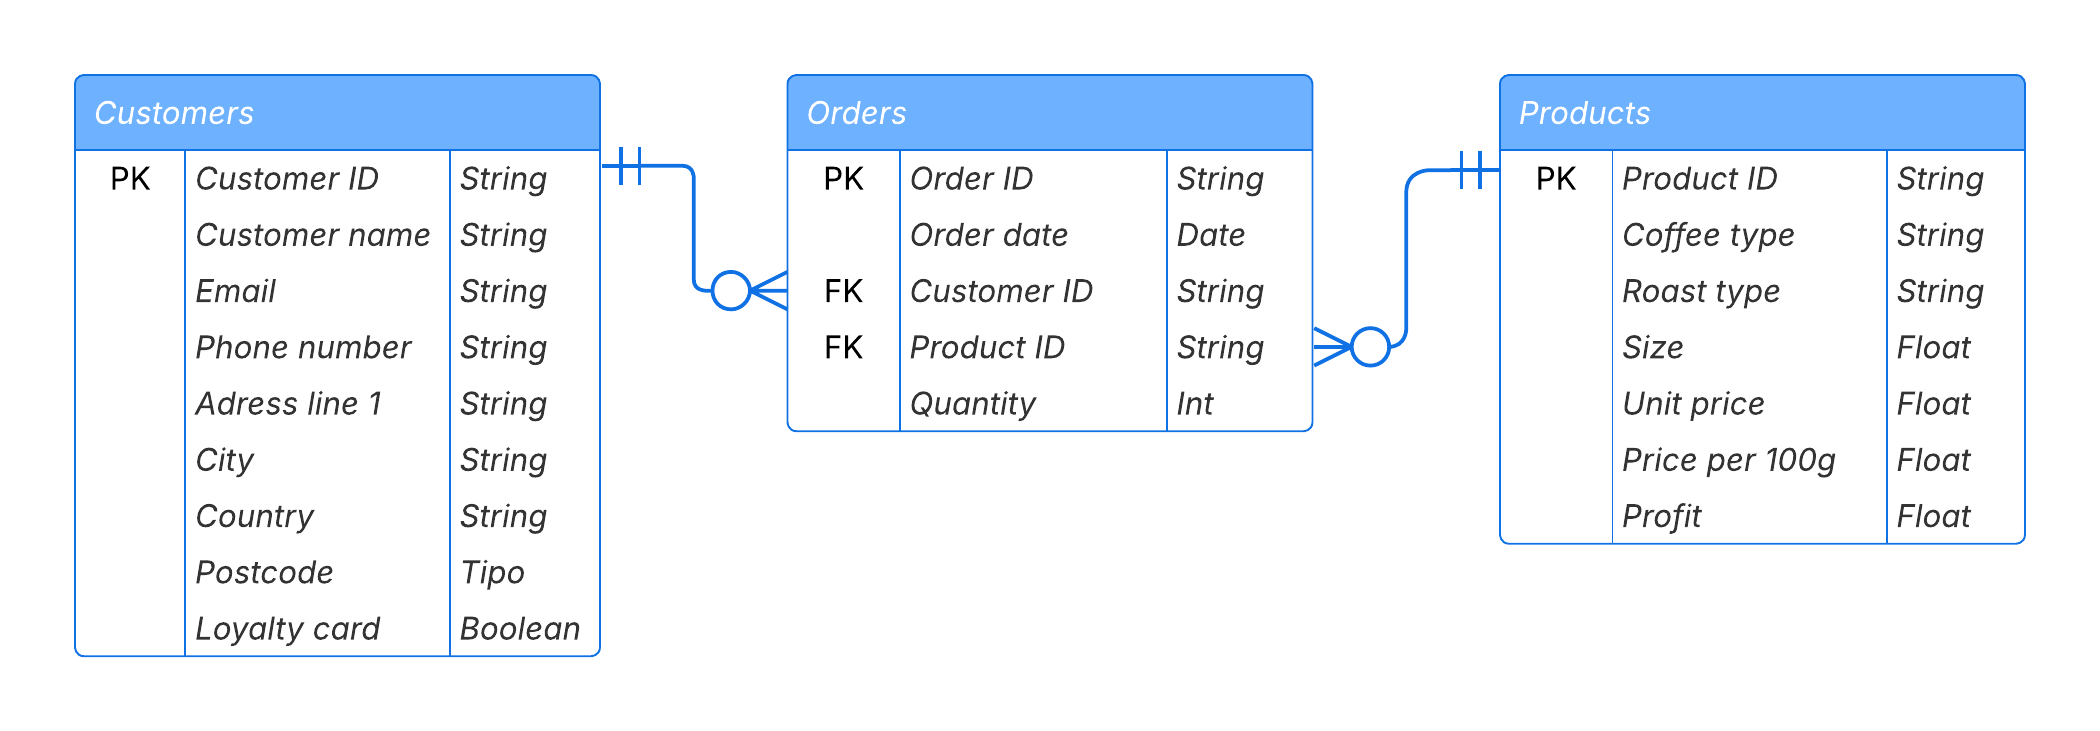 Customers
PK Customer ID String
Customer name String
Email String
Phone number String
Adress line 1 String
City String
Country String
Postcode Tipo
Loyalty card Boolean
Orders
PK Order ID String
Order date Date
FK Customer ID String
FK Product ID String
Quantity Int
Products
PK Product ID String
Coffee type String
Roast type String
Size Float
Unit price Float
Price per 100g Float
Profit Float